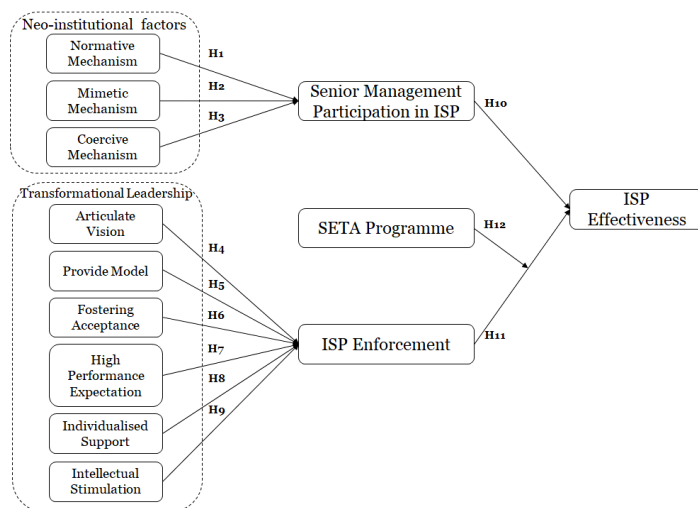 Neo-institutional factors
Normative
Mechanism
Mimetic
Mechanism
Coercive
Mechanism
H1
H2
H3
Senior Management
Participation in ISP
H10
Transformational Leadership
Articulate
Vision
Provide Model
Fostering
Acceptance
High
Performance
Expectation
Individualised
Support
Intellectual
Stimulation
H4
H5
H6
H7
H8
H9
SETA Programme
H12
ISP Enforcement
H11
ISP
Effectiveness